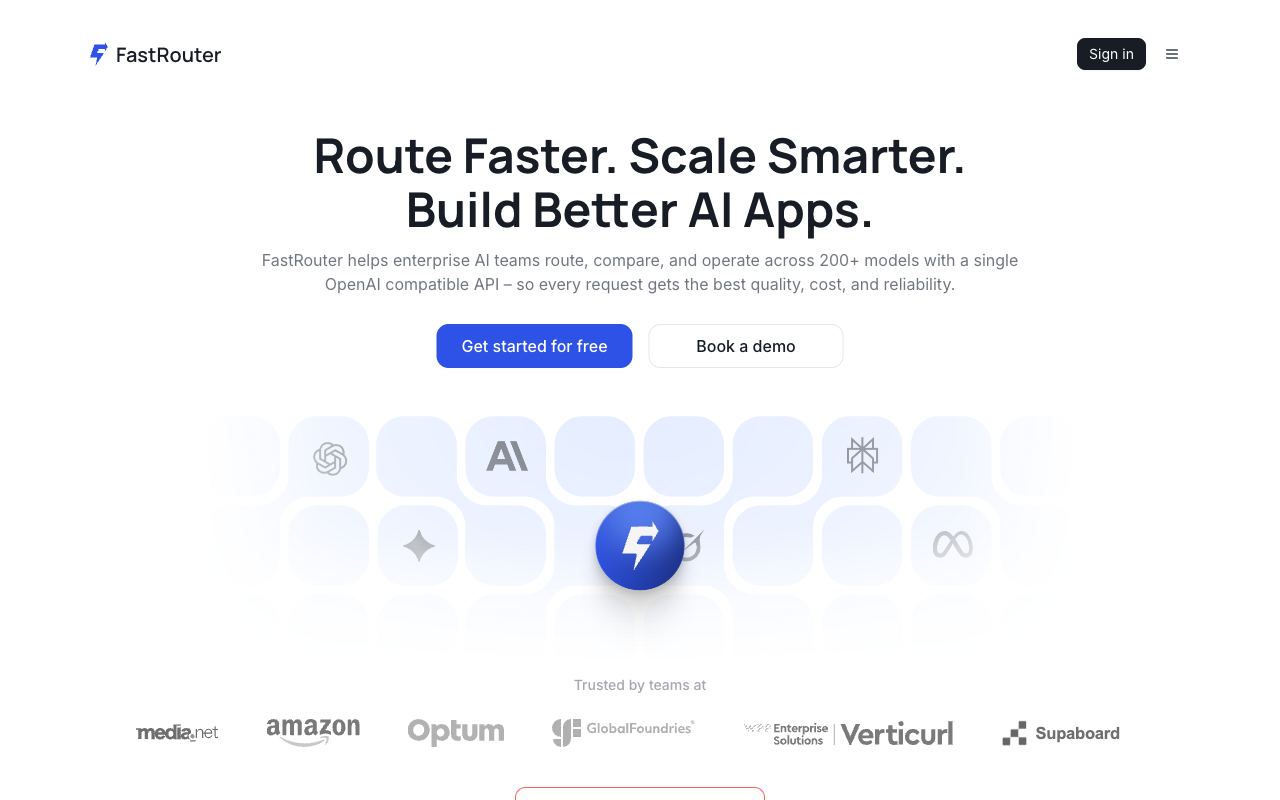 FastRouter
Sign in
Route Faster. Scale Smarter.
Build Better AI Apps.
FastRouter helps enterprise AI teams route, compare, and operate across 200+ models with a single
OpenAI compatible API – so every request gets the best quality, cost, and reliability.
Get started for free
Book a demo
Trusted by teams at
media.net
amazon
Optum
GlobalFoundries®
Enterprise
Solutions
Verticurl
Supaboard